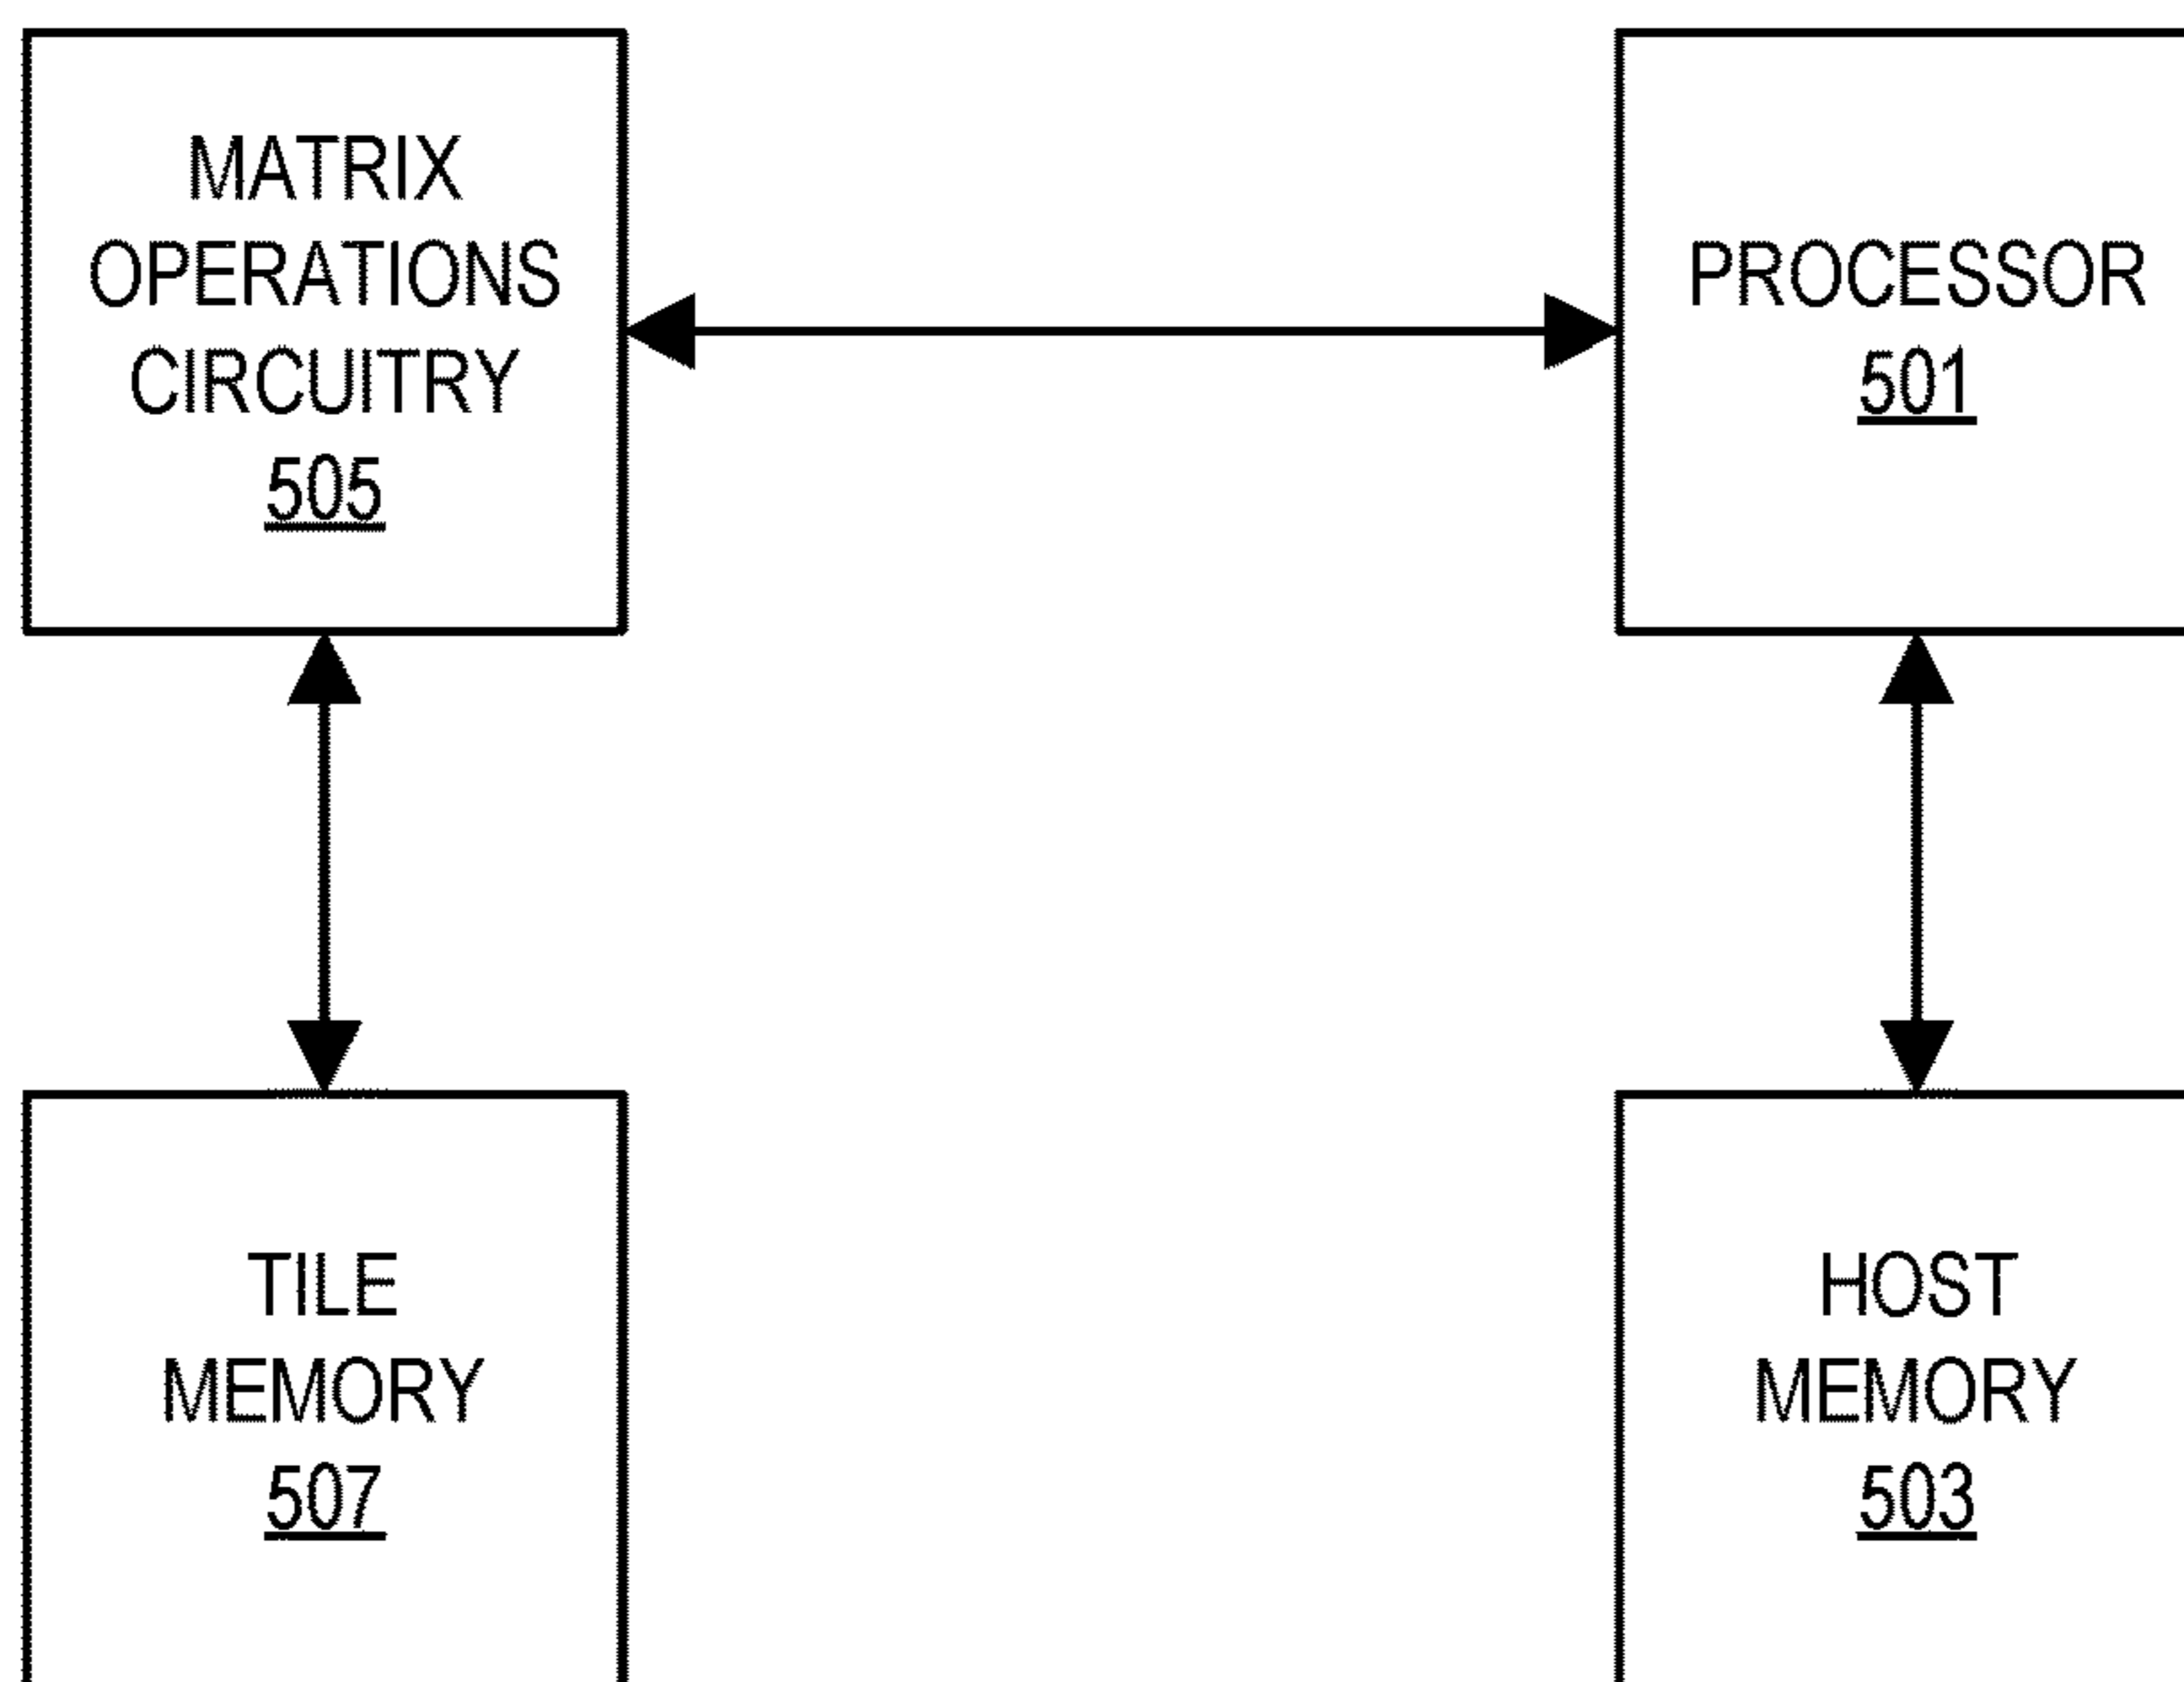 MATRIX
OPERATIONS
CIRCUITRY
505
PROCESSOR
501
TILE
MEMORY
507
HOST
MEMORY
503